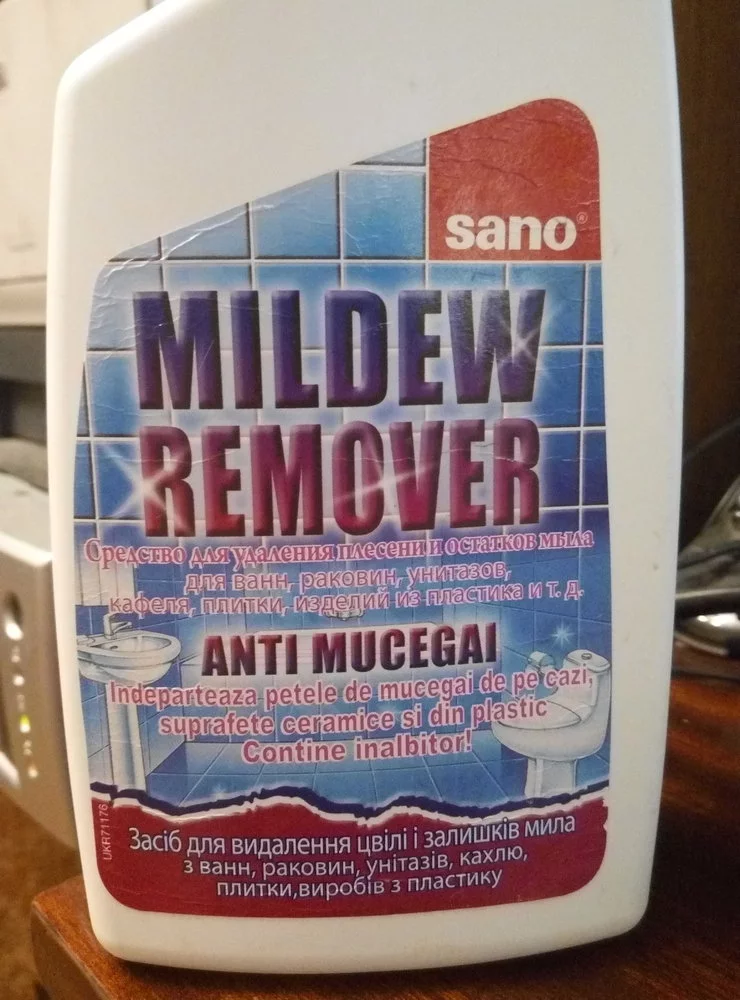 sano®
MILDEW
REMOVER
Средство для удаления плесени и остатков мыла
для ванн, раковин, унитазов,
кафеля, плитки, изделий из пластика и т. д.
ANTI MUCEGAI
Indeparteaza petele de mucegai de pe cazi,
suprafete ceramice si din plastic
Contine inalbitor!
UKR71176
Засіб для видалення цвілі і залишків мила
з ванн, раковин, унітазів, кахлю,
плитки,виробів з пластику